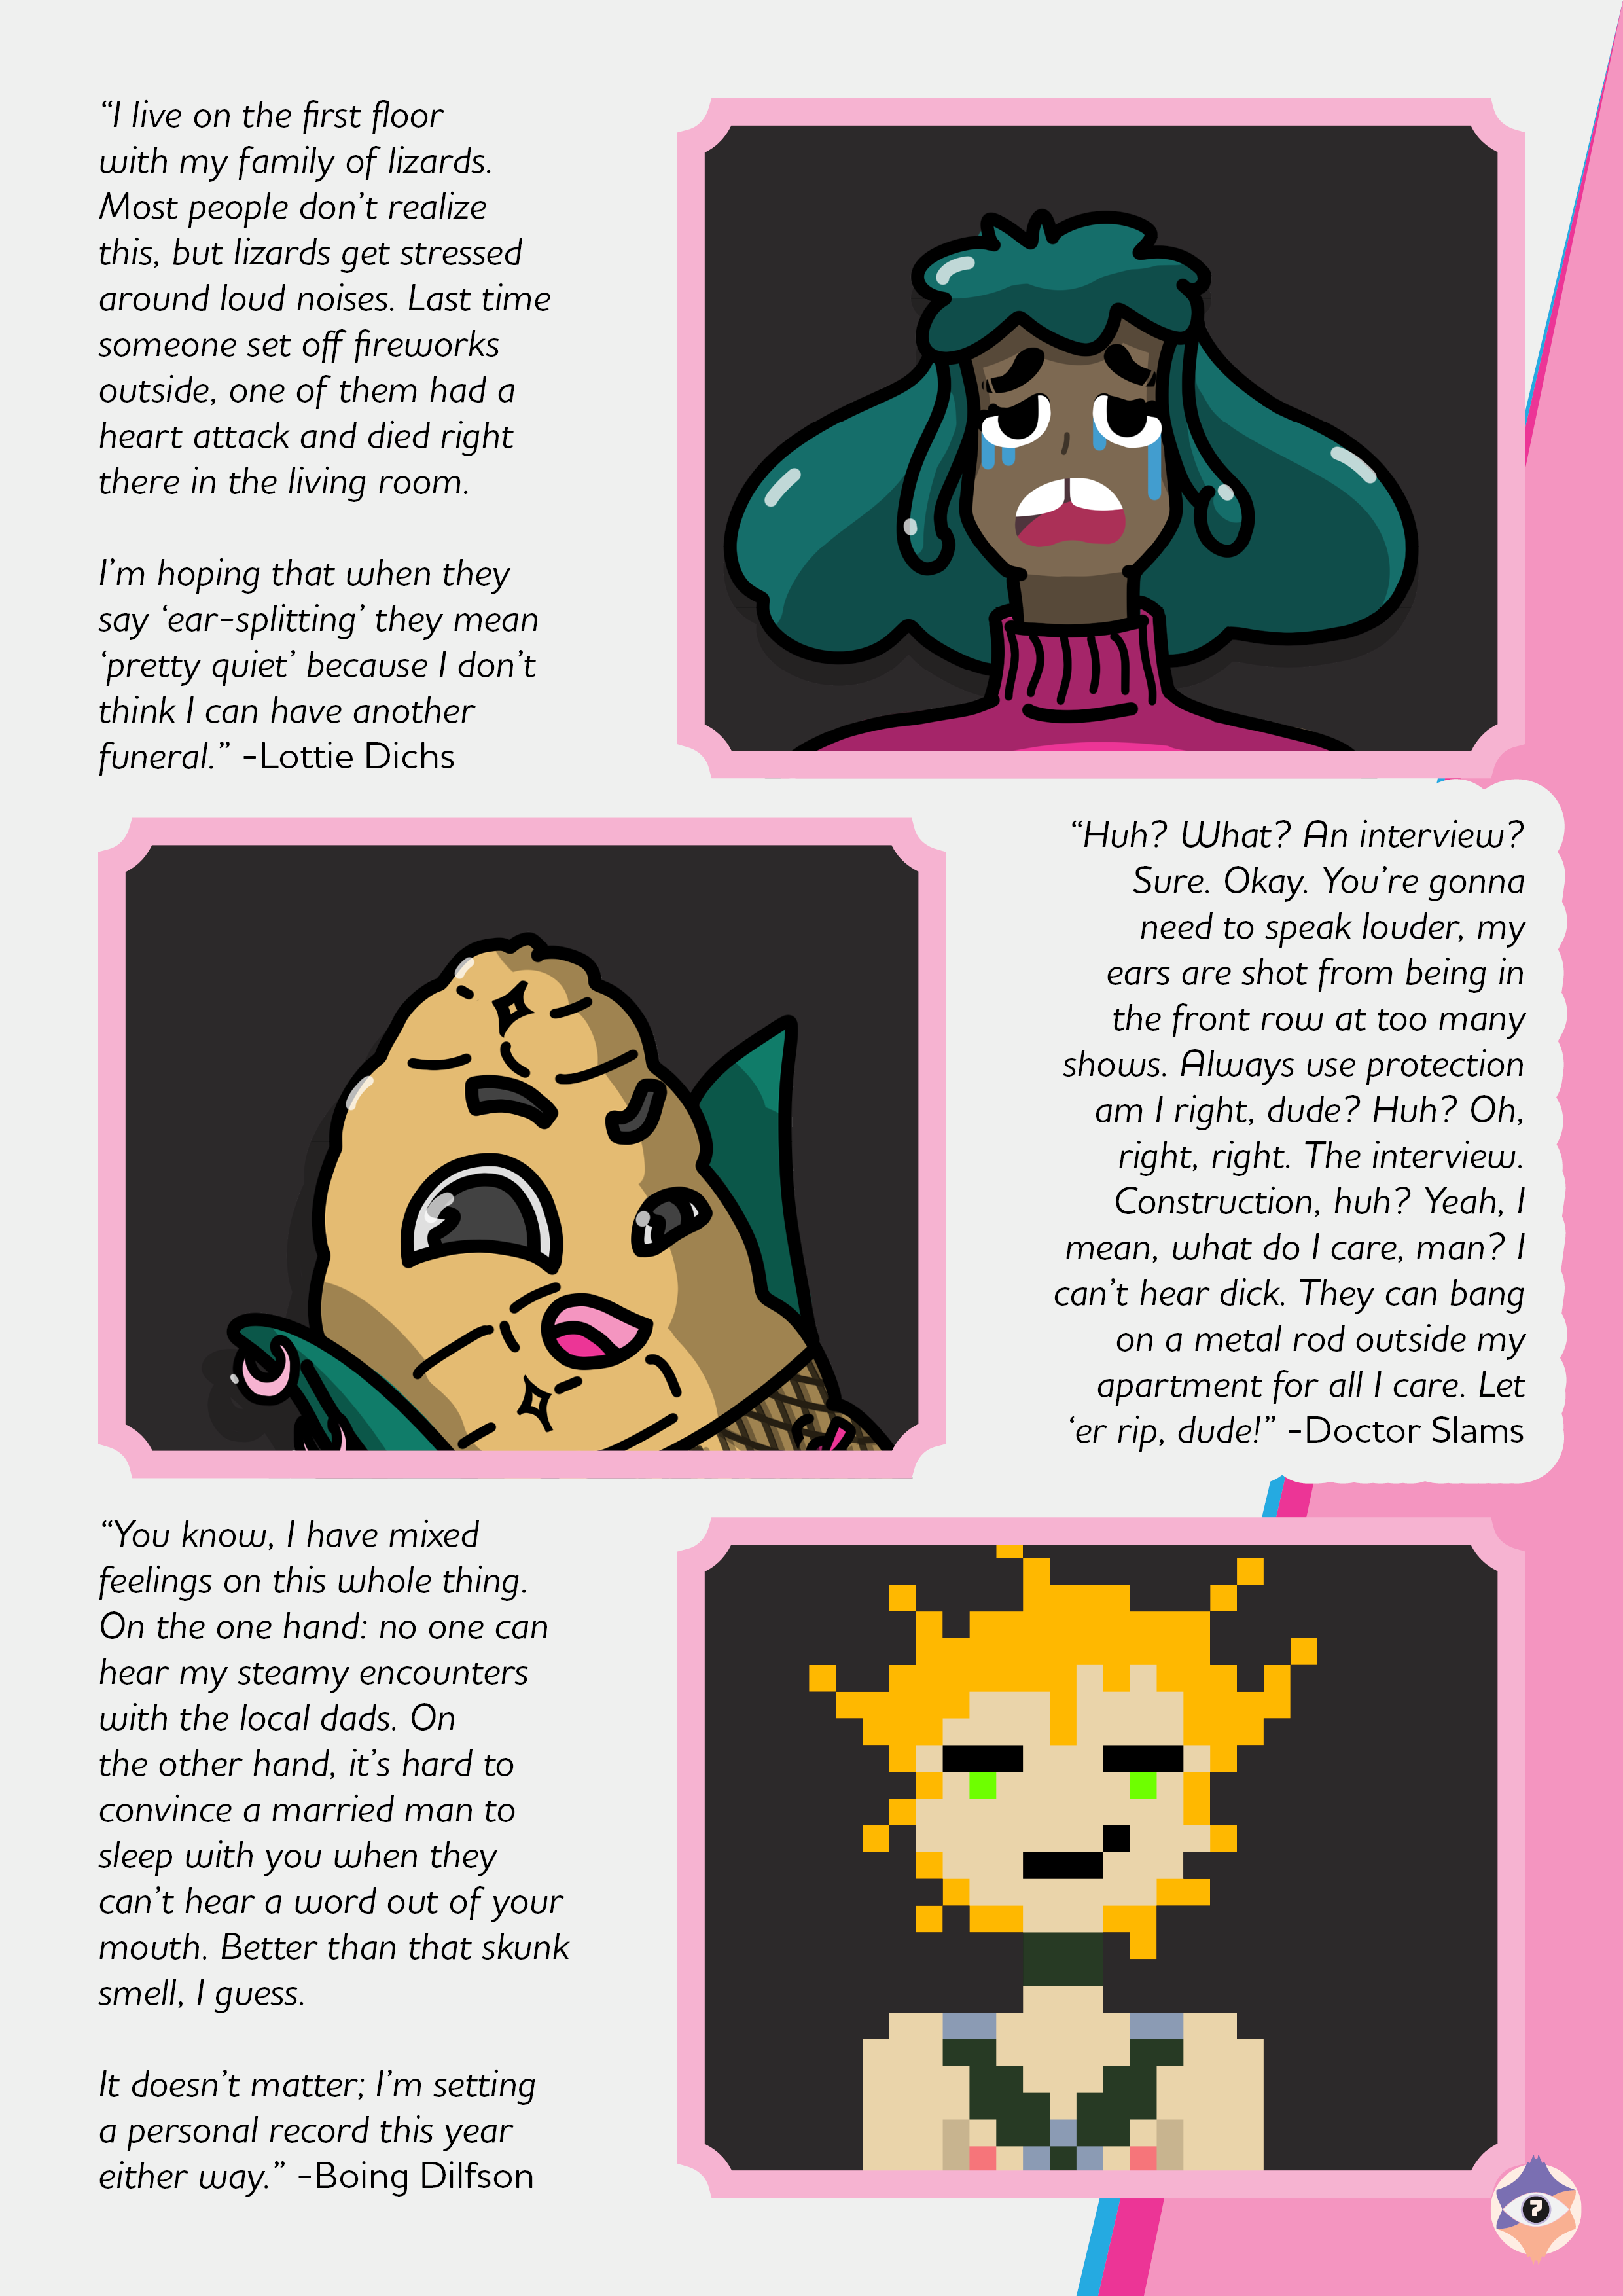 “I live on the first floor
with my family of lizards.
Most people don’t realize
this, but lizards get stressed
around loud noises. Last time
someone set off fireworks
outside, one of them had a
heart attack and died right
there in the living room.
I’m hoping that when they
say ‘ear-splitting’ they mean
‘pretty quiet’ because I don’t
think I can have another
funeral.” -Lottie Dichs
“Huh? What? An interview?
Sure. Okay. You’re gonna
need to speak louder, my
ears are shot from being in
the front row at too many
shows. Always use protection
am I right, dude? Huh? Oh,
right, right. The interview.
Construction, huh? Yeah, I
mean, what do I care, man? I
can’t hear dick. They can bang
on a metal rod outside my
apartment for all I care. Let
‘er rip, dude!” -Doctor Slams
“You know, I have mixed
feelings on this whole thing.
On the one hand: no one can
hear my steamy encounters
with the local dads. On
the other hand, it’s hard to
convince a married man to
sleep with you when they
can’t hear a word out of your
mouth. Better than that skunk
smell, I guess.
It doesn’t matter; I’m setting
a personal record this year
either way.” -Boing Dilfson
7